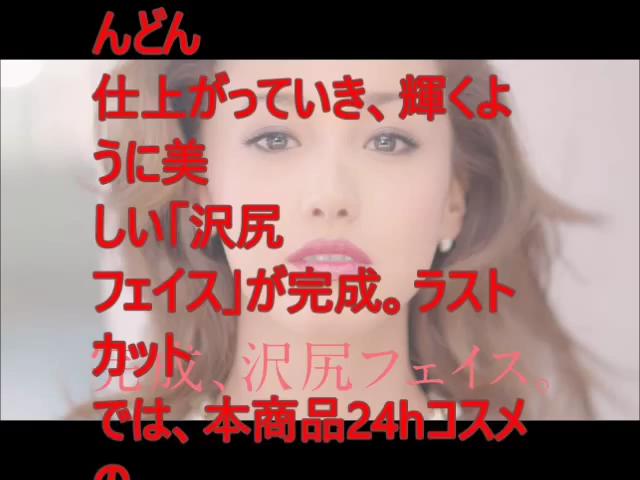 んどん
仕上がっていき、輝くよ
うに美
しい「沢尻
フェイス」が完成。ラスト
カット
完成、沢尻フェイス。
では、本商品24hコスメ
の